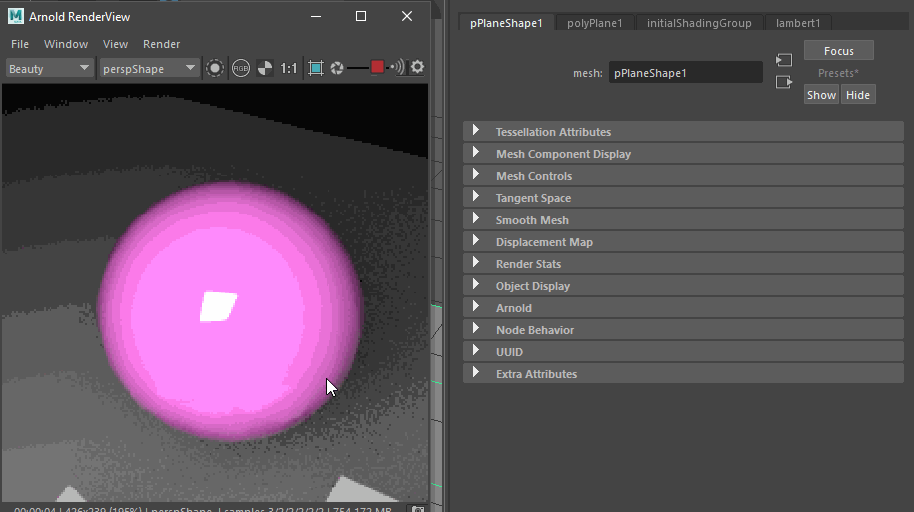 Arnold RenderView
File Window View Render
Beauty perspShape RGB 1:1
00:00:04 | 426x239 (195%) | perspShape | samples 3/2/2/2/2/2 | 754.172 MB
pPlaneShape1 polyPlane1 initialShadingGroup lambert1
mesh: pPlaneShape1
Focus
Presets*
Show Hide
Tessellation Attributes
Mesh Component Display
Mesh Controls
Tangent Space
Smooth Mesh
Displacement Map
Render Stats
Object Display
Arnold
Node Behavior
UUID
Extra Attributes